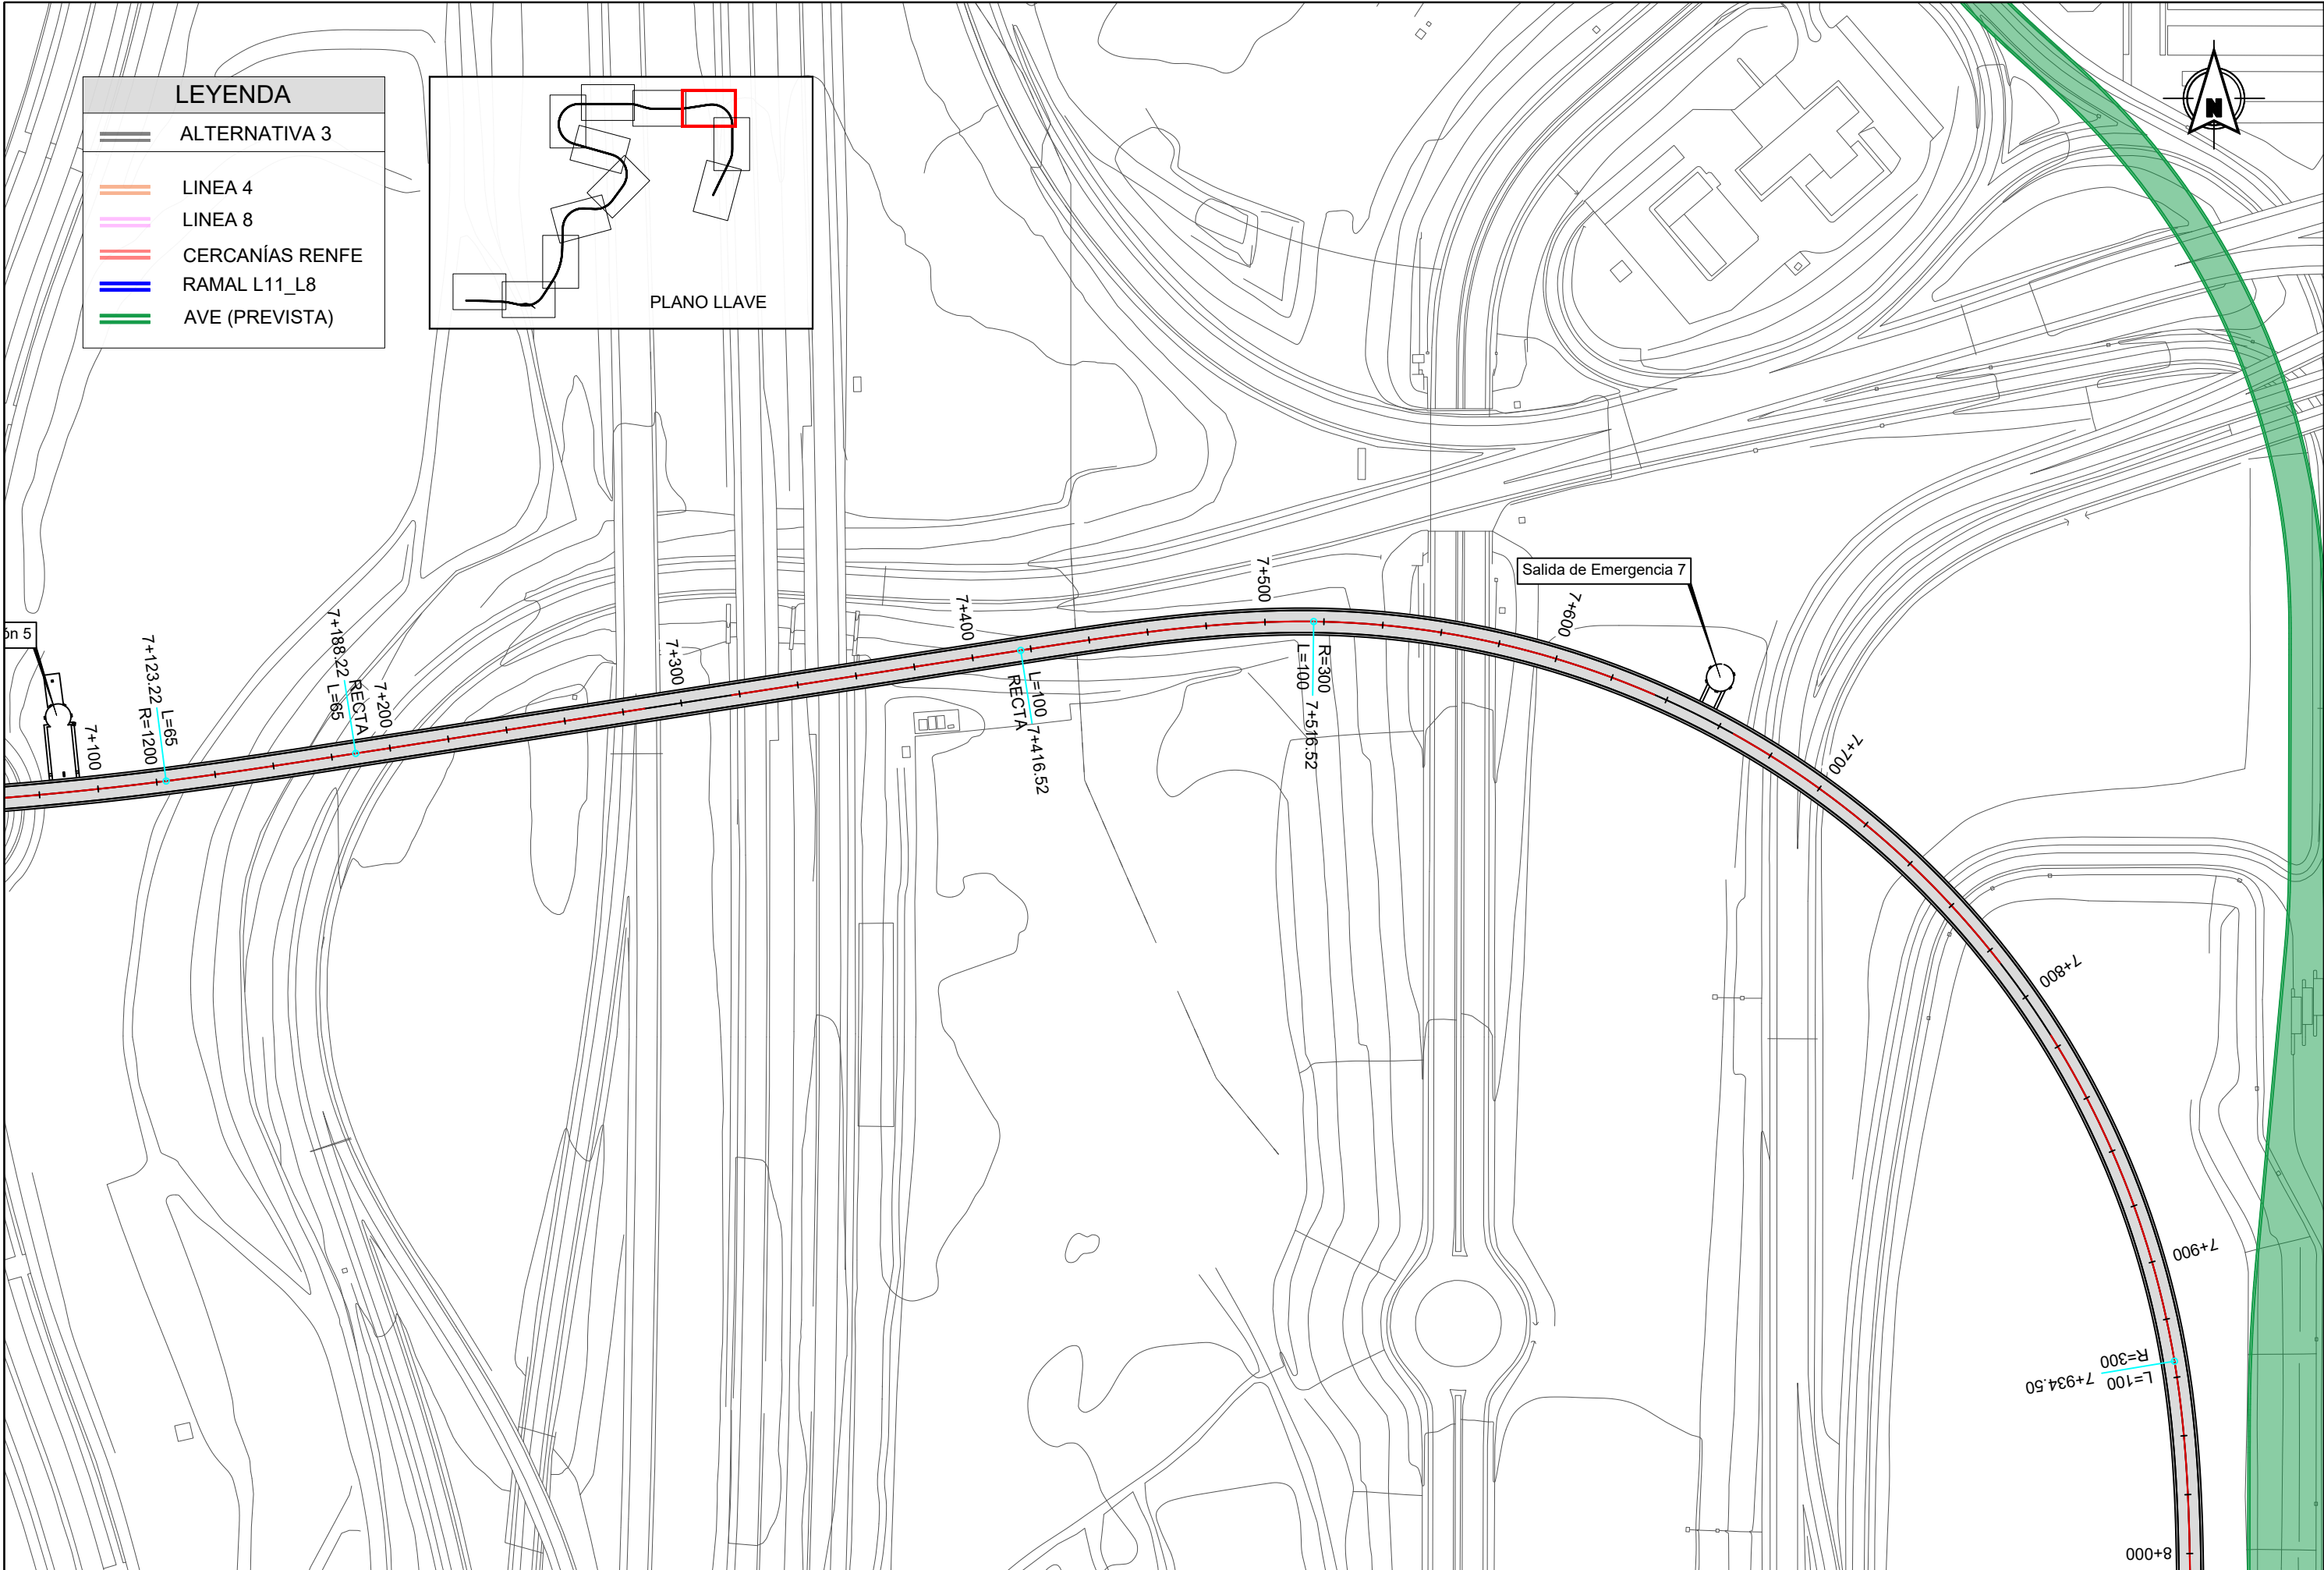 LEYENDA
ALTERNATIVA 3
LINEA 4
LINEA 8
CERCANÍAS RENFE
RAMAL L11_L8
AVE (PREVISTA)
PLANO LLAVE
N
ón 5
7+100
7+123.22
L=65
R=1200
7+188.22
RECTA
L=65
7+200
7+300
7+400
L=100
RECTA
7+416.52
7+500
R=300
L=100
7+516.52
7+600
Salida de Emergencia 7
7+700
7+800
7+900
R=300
L=100
7+934.50
8+000